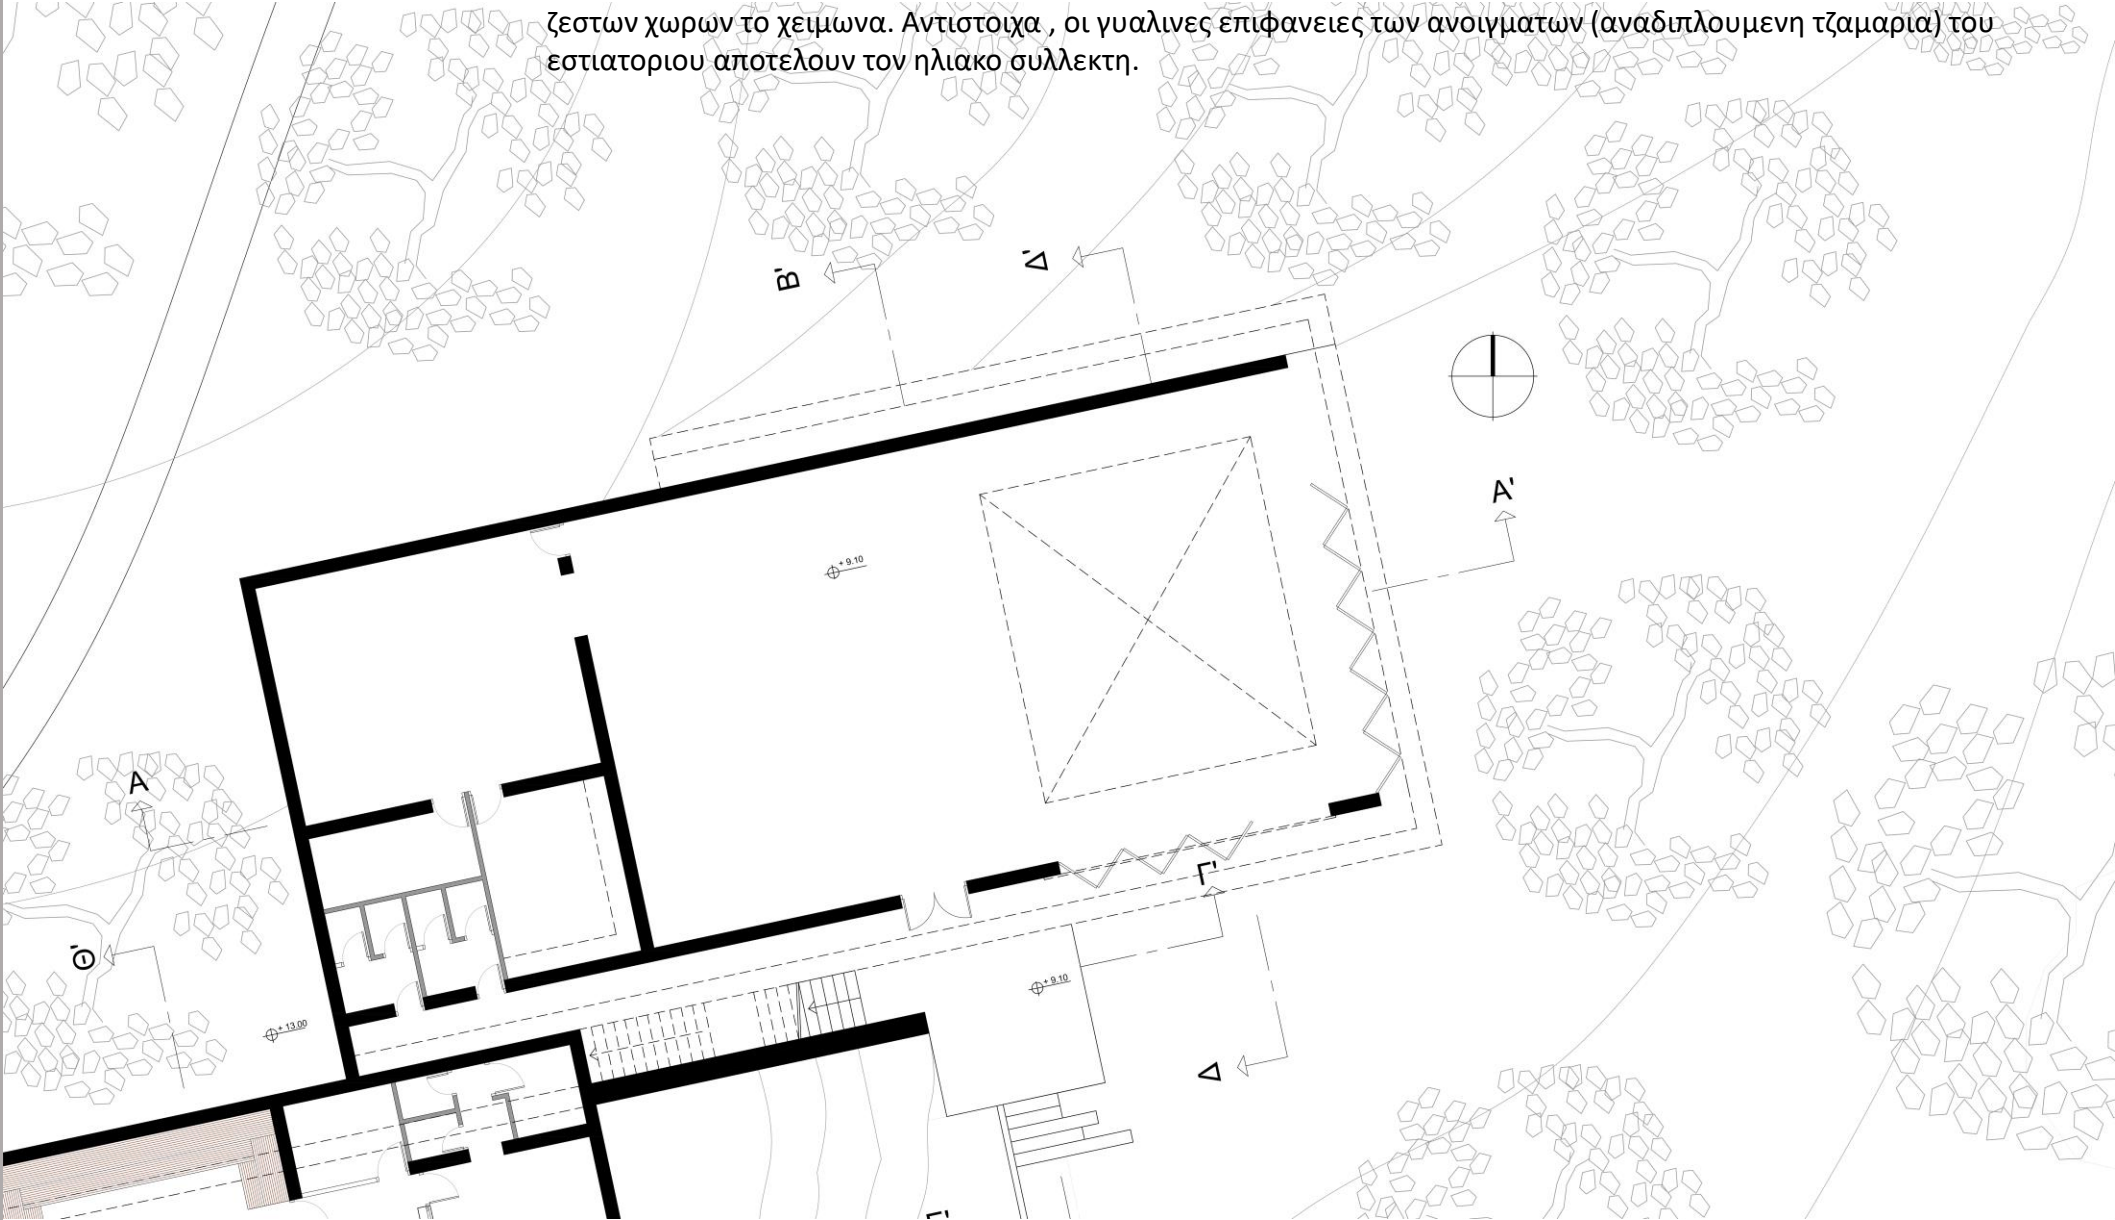 ζεστων χωρων το χειμωνα. Αντιστοιχα , οι γυαλινες επιφανειες των ανοιγματων (αναδιπλουμενη τζαμαρια) του
εστιατοριου αποτελουν τον ηλιακο συλλεκτη.
Β'
Δ'
Α'
+ 9.10
Α
Γ'
Θ'
+ 9.10
+ 13.00
Δ
Γ'